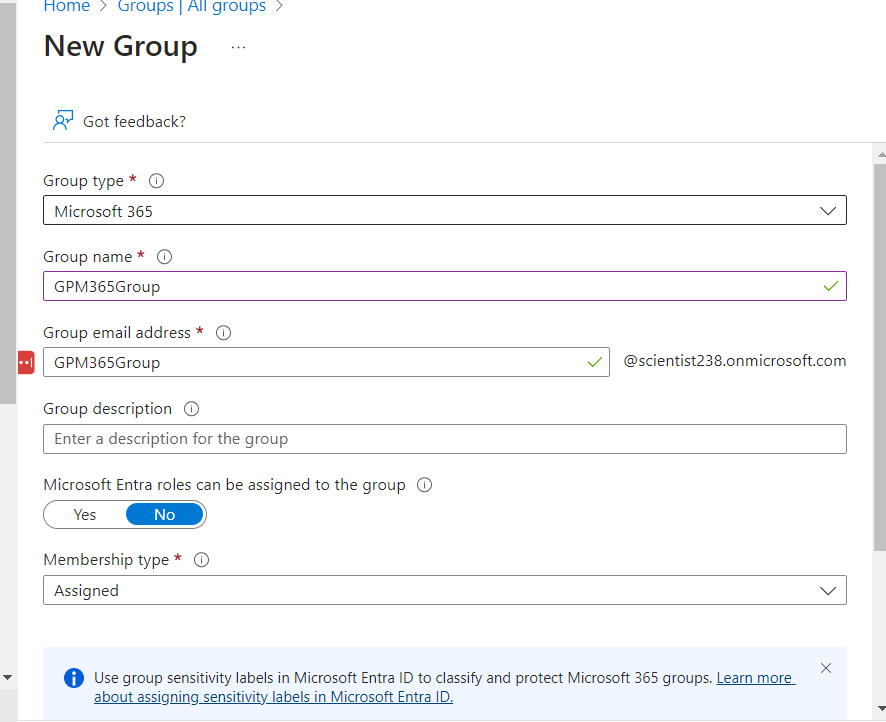 Home > Groups | All groups >
New Group ...
Got feedback?
Group type *
Microsoft 365
Group name *
GPM365Group
Group email address *
GPM365Group @scientist238.onmicrosoft.com
Group description
Enter a description for the group
Microsoft Entra roles can be assigned to the group
Yes No
Membership type *
Assigned
Use group sensitivity labels in Microsoft Entra ID to classify and protect Microsoft 365 groups. Learn more
about assigning sensitivity labels in Microsoft Entra ID.